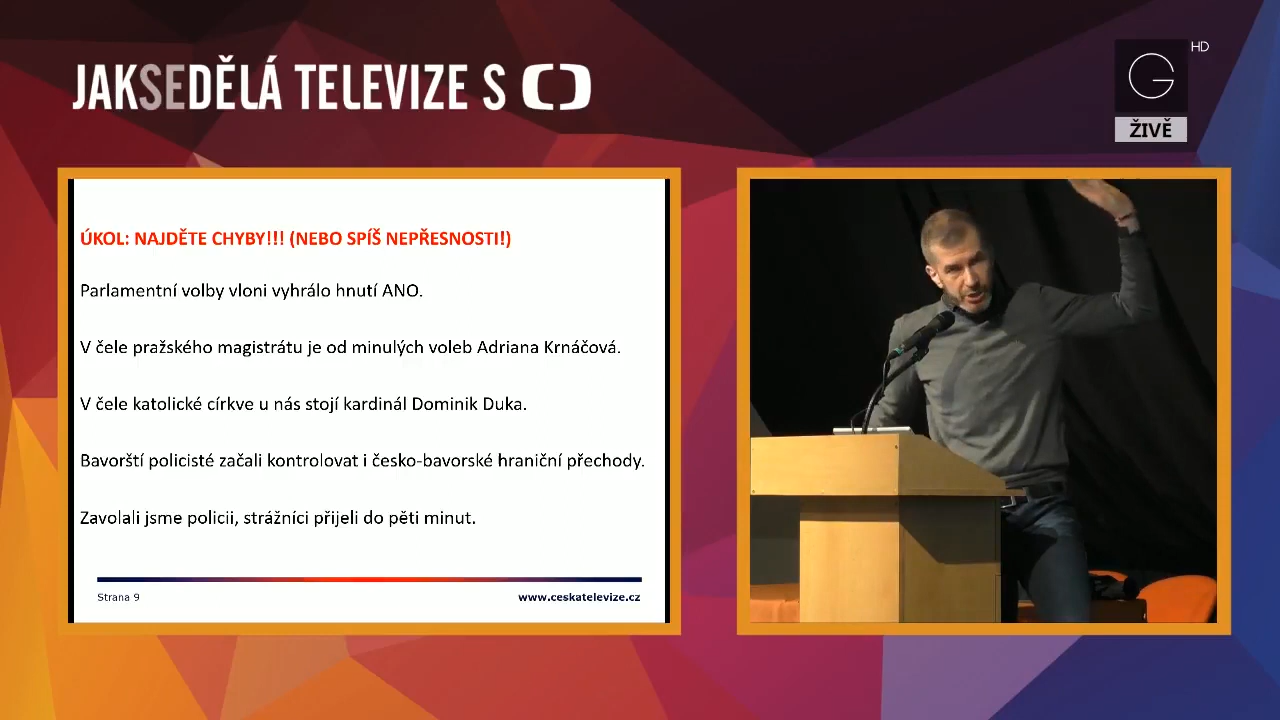 JAKSEDĚLÁ TELEVIZE S
G
HD
ŽIVĚ
ÚKOL: NAJDĚTE CHYBY!!! (NEBO SPÍŠ NEPŘESNOSTI!)
Parlamentní volby vloni vyhrálo hnutí ANO.
V čele pražského magistrátu je od minulých voleb Adriana Krnáčová.
V čele katolické církve u nás stojí kardinál Dominik Duka.
Bavorští policisté začali kontrolovat i česko-bavorské hraniční přechody.
Zavolali jsme policii, strážníci přijeli do pěti minut.
Strana 9
www.ceskatelevize.cz